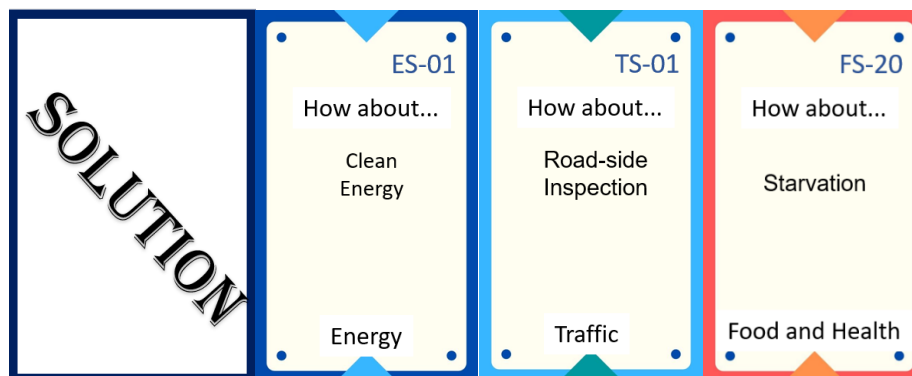 SOLUTION
ES-01
How about...
Clean
Energy
Energy
TS-01
How about...
Road-side
Inspection
Traffic
FS-20
How about...
Starvation
Food and Health